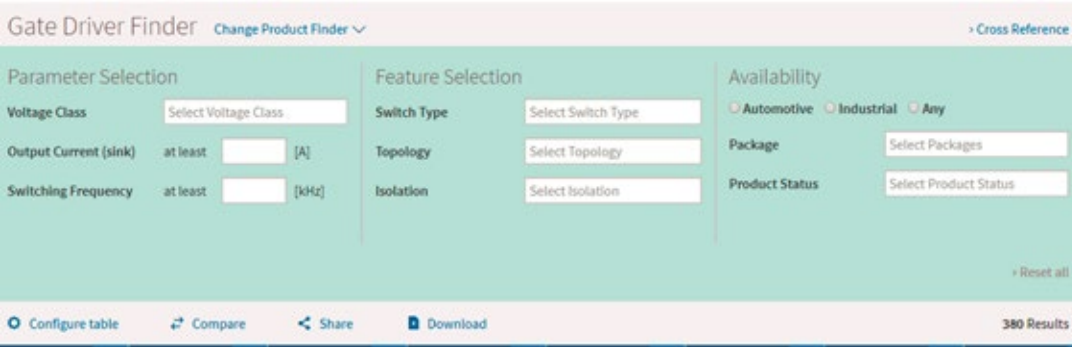 Gate Driver Finder Change Product Finder
› Cross Reference
Parameter Selection
Voltage Class Select Voltage Class
Output Current (sink) at least [A]
Switching Frequency at least [kHz]
Feature Selection
Switch Type Select Switch Type
Topology Select Topology
Isolation Select Isolation
Availability
Automotive Industrial Any
Package Select Packages
Product Status Select Product Status
› Reset all
Configure table Compare Share Download
380 Results